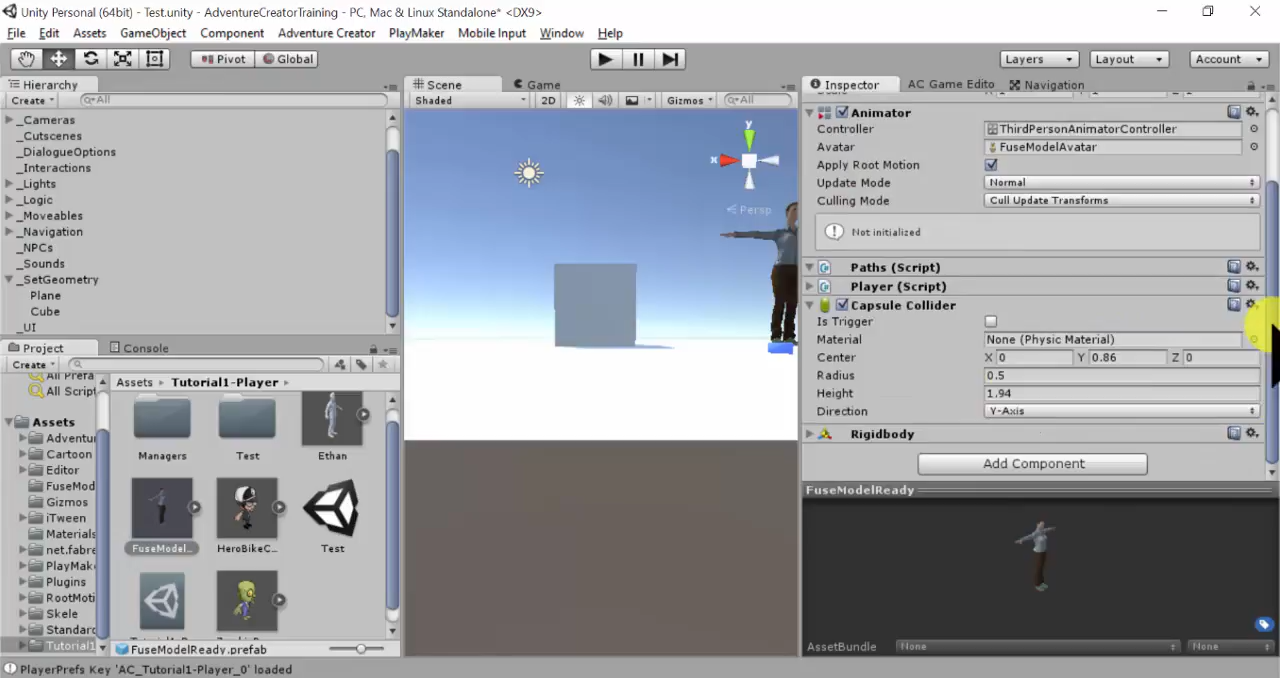 Unity Personal (64bit) - Test.unity - AdventureCreatorTraining - PC, Mac & Linux Standalone* <DX9>
File Edit Assets GameObject Component Adventure Creator PlayMaker Mobile Input Window Help
Pivot Global Layers Layout Account
Hierarchy
Create All
_Cameras
_Cutscenes
_DialogueOptions
_Interactions
_Lights
_Logic
_Moveables
_Navigation
_NPCs
_Sounds
_SetGeometry
Plane
Cube
_UI
Scene Game
Shaded 2D Gizmos All
y
x
Persp
Inspector AC Game Edito Navigation
Animator
Controller ThirdPersonAnimatorController
Avatar FuseModelAvatar
Apply Root Motion
Update Mode Normal
Culling Mode Cull Update Transforms
Not initialized
Paths (Script)
Player (Script)
Capsule Collider
Is Trigger
Material None (Physic Material)
Center X 0 Y 0.86 Z 0
Radius 0.5
Height 1.94
Direction Y-Axis
Rigidbody
Add Component
FuseModelReady
AssetBundle None None
Project Console
Create
All Prefa
All Script
Assets
Adventu
Cartoon
Editor
FuseMod
Gizmos
iTween
Materials
net.fabre
PlayMak
Plugins
RootMoti
Skele
Standard
Tutorial1
Assets Tutorial1-Player
Managers Test Ethan
FuseModel... HeroBikeC... Test
FuseModelReady.prefab
PlayerPrefs Key 'AC_Tutorial1-Player_0' loaded